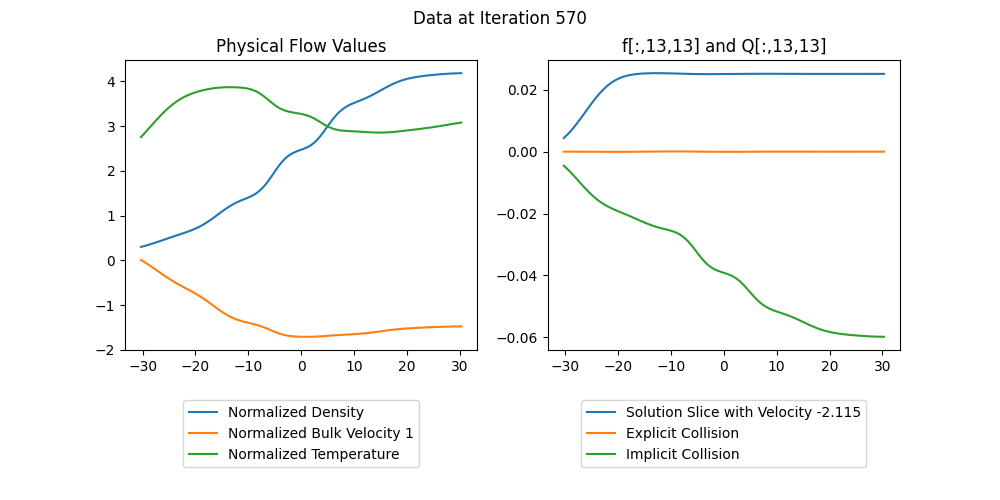 Data at Iteration 570
Physical Flow Values
4
3
2
1
0
−1
−2
−30
−20
−10
0
10
20
30
Normalized Density
Normalized Bulk Velocity 1
Normalized Temperature
f[:,13,13] and Q[:,13,13]
0.02
0.00
−0.02
−0.04
−0.06
−30
−20
−10
0
10
20
30
Solution Slice with Velocity -2.115
Explicit Collision
Implicit Collision